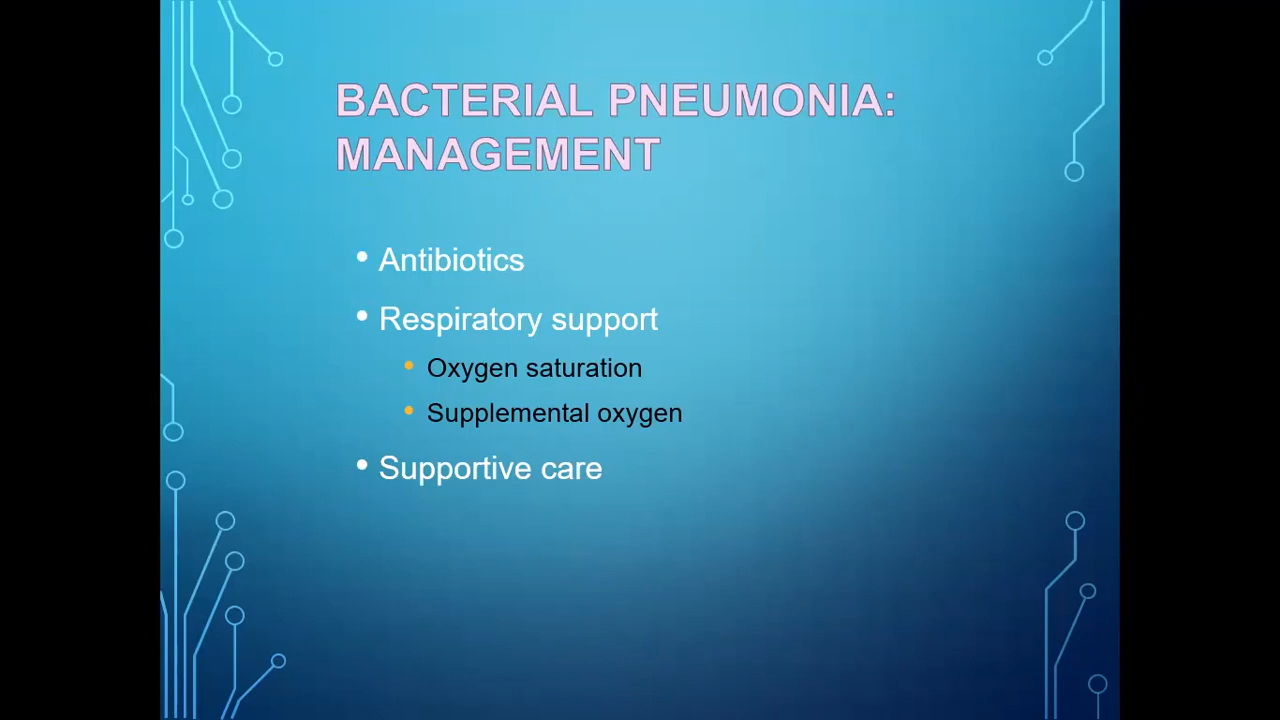 BACTERIAL PNEUMONIA:
MANAGEMENT
• Antibiotics
• Respiratory support
• Oxygen saturation
• Supplemental oxygen
• Supportive care